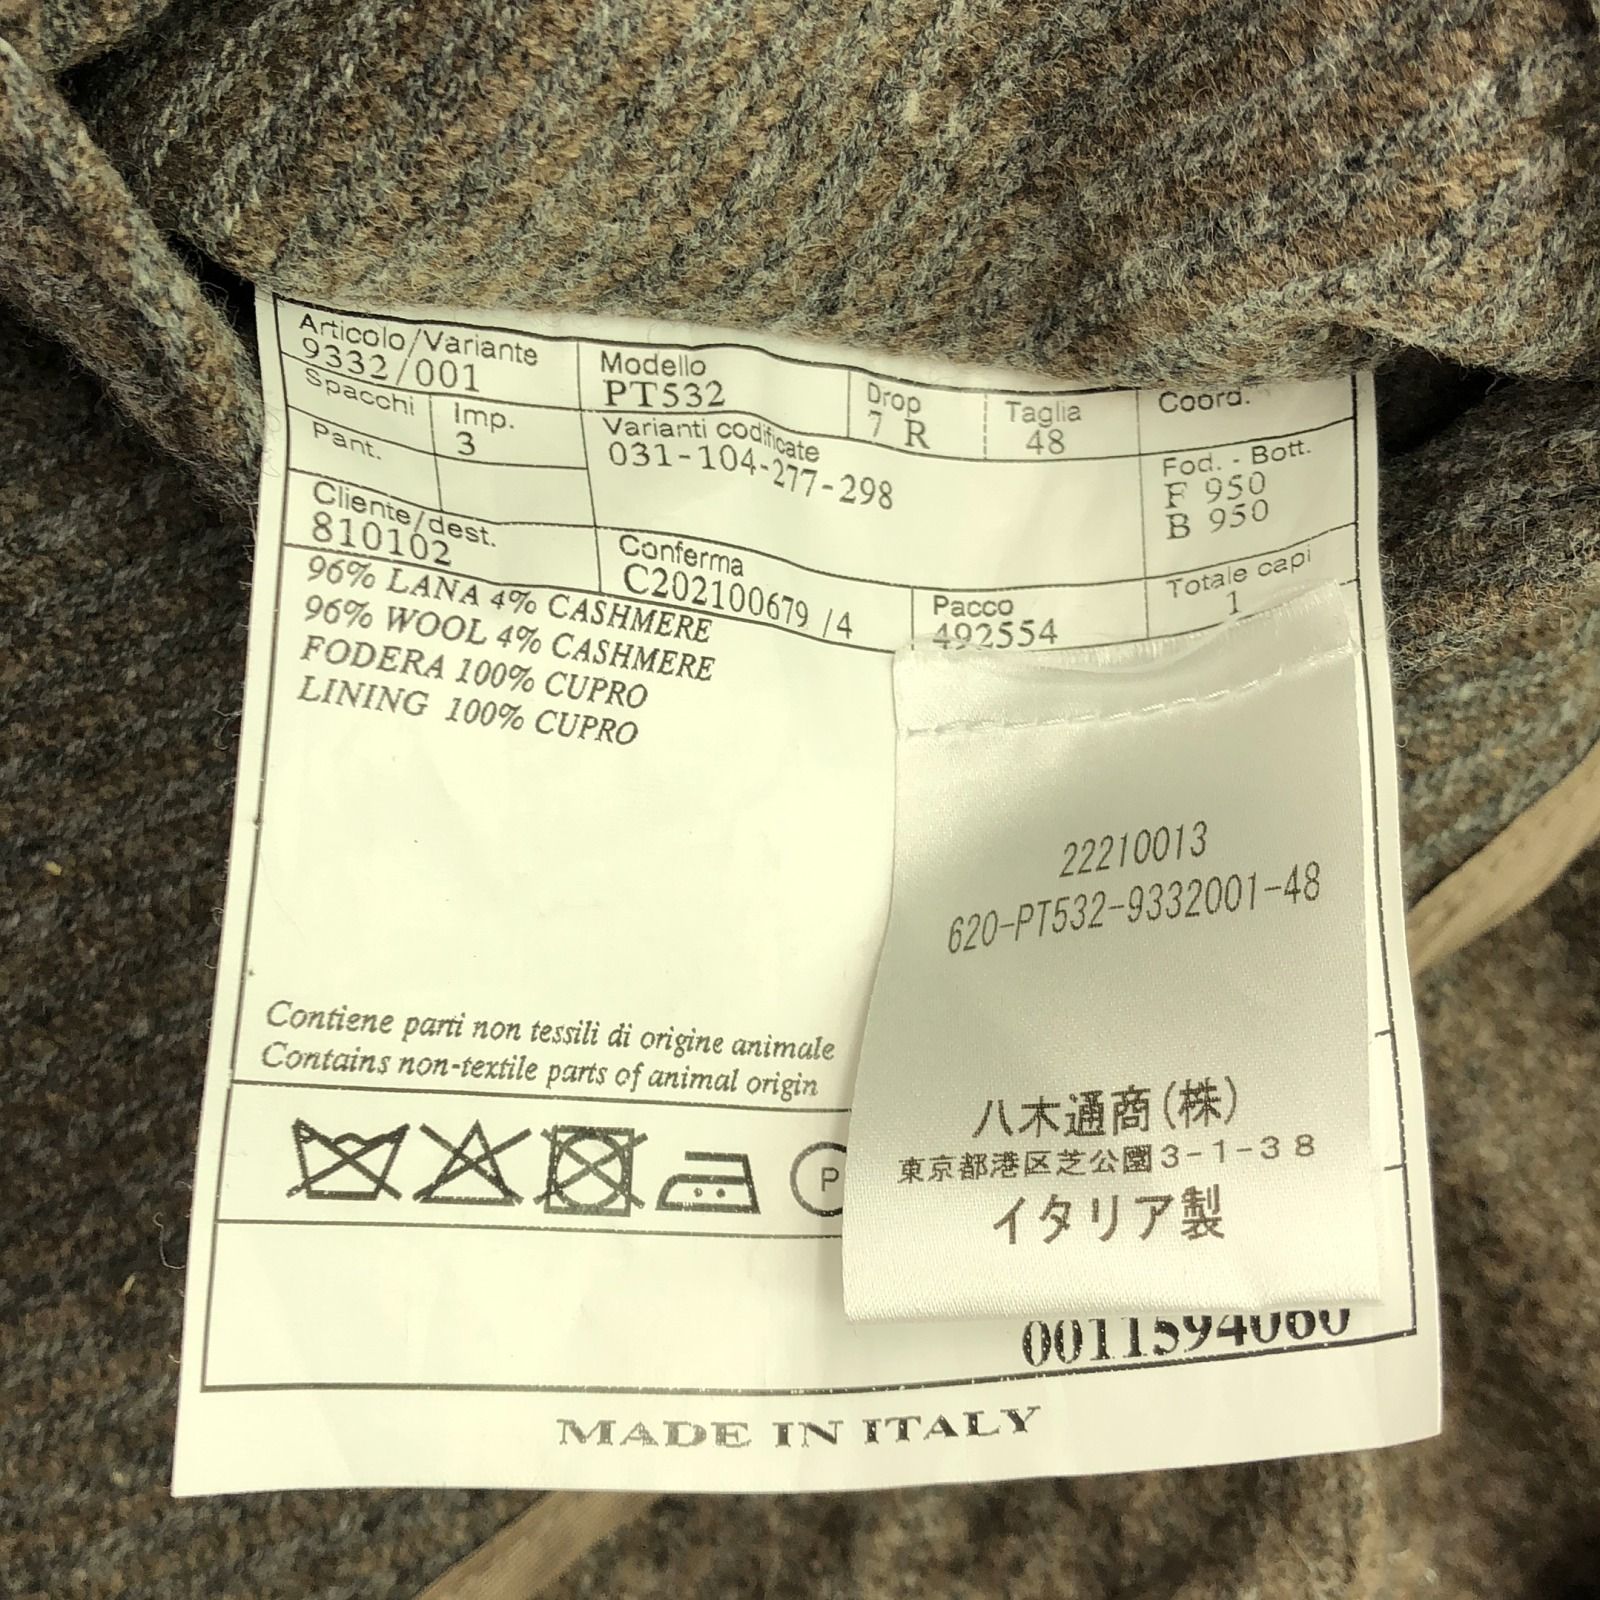 Articolo/Variante
9332/001
Modello
PT532
Drop
7 R
Taglia
48
Coord.
Spacchi
Imp.
3
Pant.
Varianti codificate
031-104-277-298
Fod. - Bott.
F 950
B 950
Cliente/dest.
810102
Conferma
C202100679 /4
Pacco
492554
Totale capi
1
96% LANA 4% CASHMERE
96% WOOL 4% CASHMERE
FODERA 100% CUPRO
LINING 100% CUPRO
22210013
620-PT532-9332001-48
Contiene parti non tessili di origine animale
Contains non-textile parts of animal origin
P
八木通商(株)
東京都港区芝公園3-1-38
イタリア製
0011594060
MADE IN ITALY